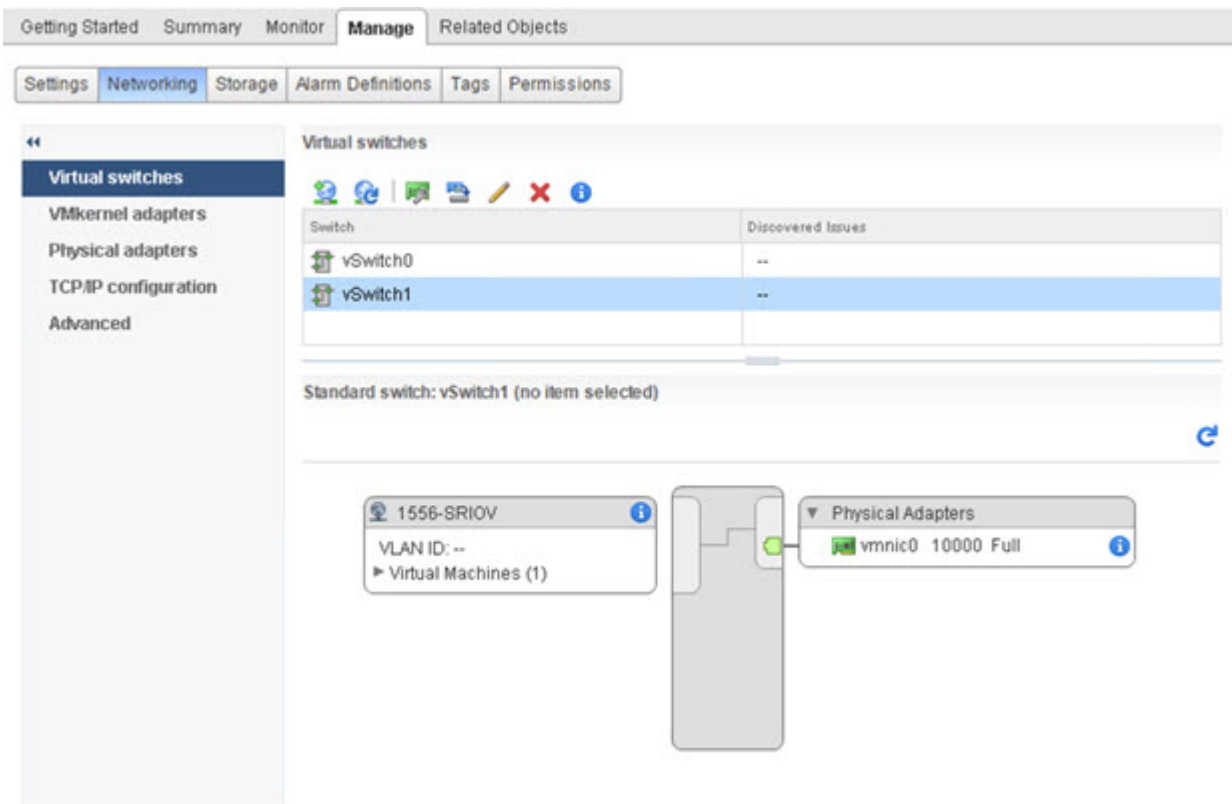 Getting Started Summary Monitor Manage Related Objects
Settings Networking Storage Alarm Definitions Tags Permissions
Virtual switches
VMkernel adapters
Physical adapters
TCP/IP configuration
Advanced
Virtual switches
Switch Discovered Issues
vSwitch0 --
vSwitch1 --
Standard switch: vSwitch1 (no item selected)
1556-SRIOV
VLAN ID: --
Virtual Machines (1)
Physical Adapters
vmnic0 10000 Full